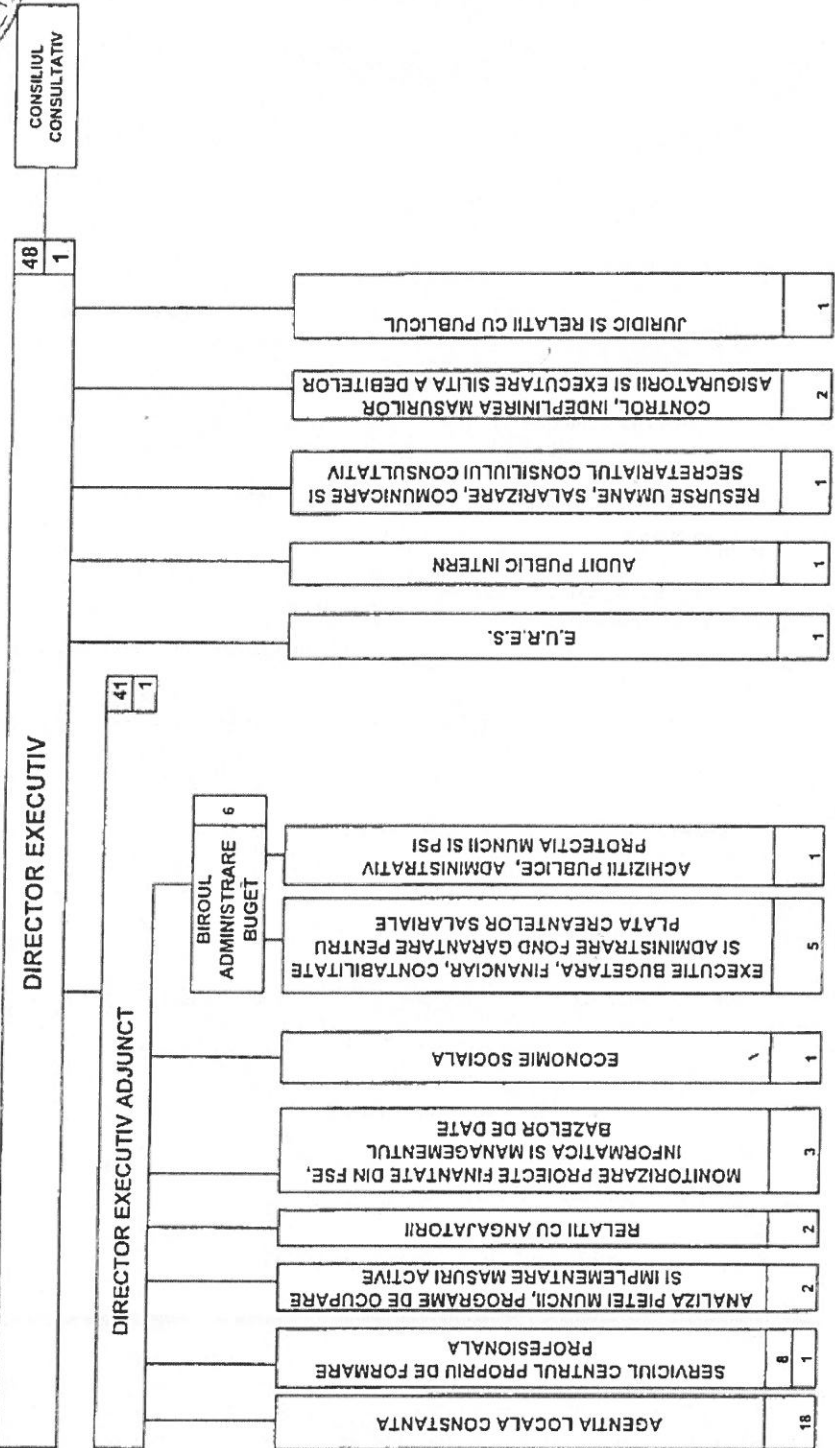 CONSILIUL
CONSULTATIV
DIRECTOR EXECUTIV
48
1
DIRECTOR EXECUTIV ADJUNCT
41
1
BIROUL
ADMINISTRARE
BUGET
6
AGENTIA LOCALA CONSTANTA
18
SERVICIUL CENTRUL PROPRIU DE FORMARE
PROFESIONALA
8
1
ANALIZA PIETEI MUNCII, PROGRAME DE OCUPARE
SI IMPLEMENTARE MASURI ACTIVE
2
RELATII CU ANGAJATORII
2
MONITORIZARE PROIECTE FINANTATE DIN FSE,
INFORMATICA SI MANAGEMENTUL
BAZELOR DE DATE
3
ECONOMIE SOCIALA
1
EXECUTIE BUGETARA, FINANCIAR, CONTABILITATE
SI ADMINISTRARE FOND GARANTARE PENTRU
PLATA CREANTELOR SALARIALE
5
ACHIZITII PUBLICE, ADMINISTRATIV
PROTECTIA MUNCII SI PSI
1
E.U.R.E.S.
1
AUDIT PUBLIC INTERN
1
RESURSE UMANE, SALARIZARE, COMUNICARE SI
SECRETARIATUL CONSILIULUI CONSULTATIV
1
CONTROL, INDEPLINIREA MASURILOR
ASIGURATORII SI EXECUTARE SILITA A DEBITELOR
2
JURIDIC SI RELATII CU PUBLICUL
1